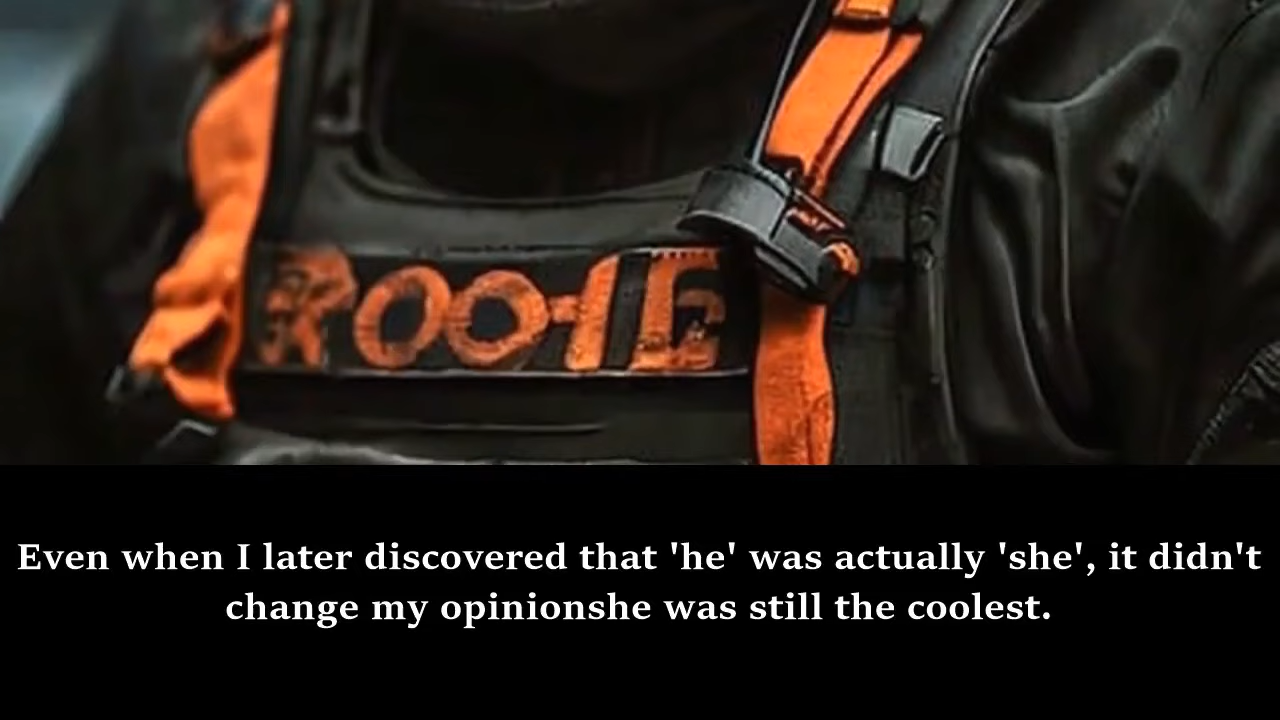 Even when I later discovered that 'he' was actually 'she', it didn't
change my opinionshe was still the coolest.